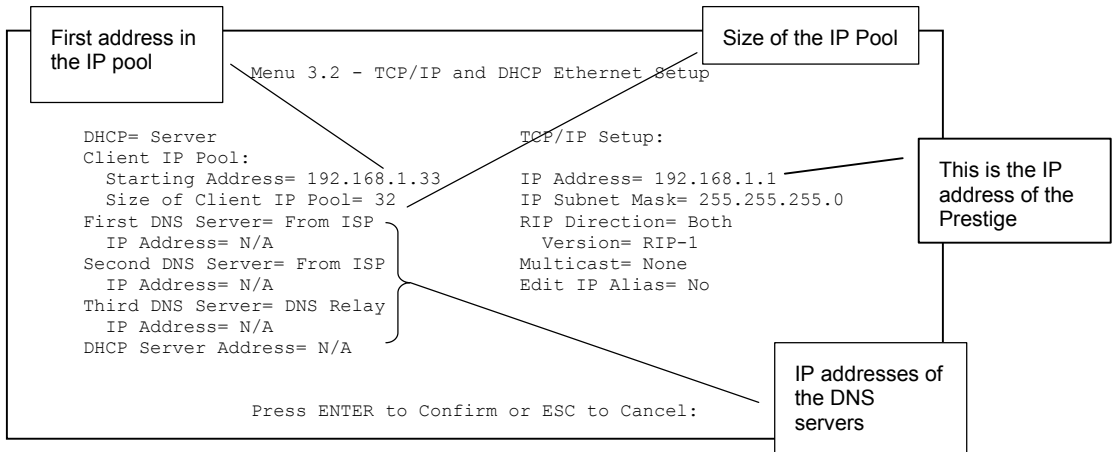 First address in
the IP pool
Size of the IP Pool
Menu 3.2 - TCP/IP and DHCP Ethernet Setup
DHCP= Server
Client IP Pool:
Starting Address= 192.168.1.33
Size of Client IP Pool= 32
First DNS Server= From ISP
IP Address= N/A
Second DNS Server= From ISP
IP Address= N/A
Third DNS Server= DNS Relay
IP Address= N/A
DHCP Server Address= N/A
TCP/IP Setup:
IP Address= 192.168.1.1
IP Subnet Mask= 255.255.255.0
RIP Direction= Both
Version= RIP-1
Multicast= None
Edit IP Alias= No
This is the IP
address of the
Prestige
IP addresses of
the DNS
servers
Press ENTER to Confirm or ESC to Cancel: